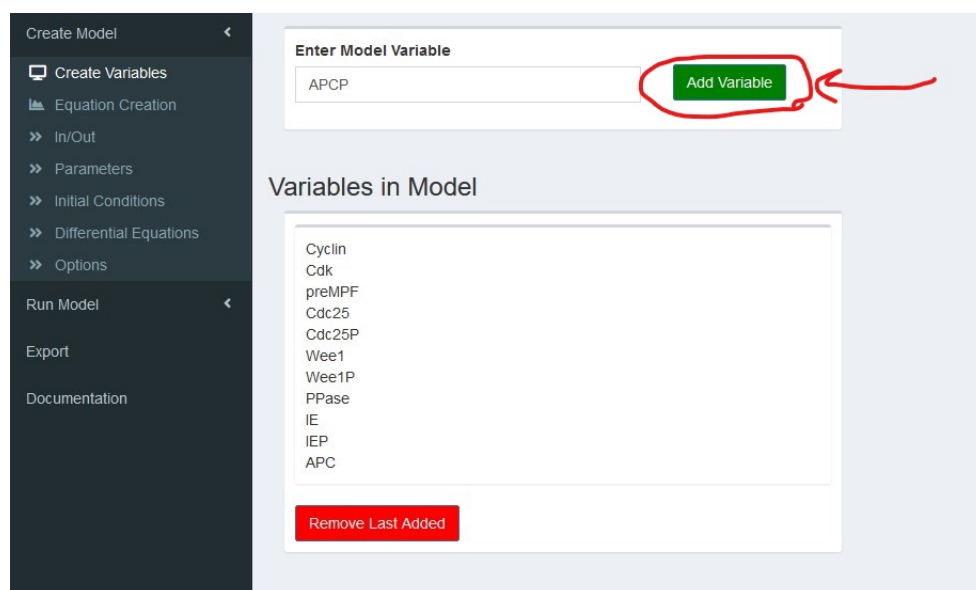 Create Model
Create Variables
Equation Creation
In/Out
Parameters
Initial Conditions
Differential Equations
Options
Run Model
Export
Documentation
Enter Model Variable
APCP
Add Variable
Variables in Model
Cyclin
Cdk
preMPF
Cdc25
Cdc25P
Wee1
Wee1P
PPase
IE
IEP
APC
Remove Last Added